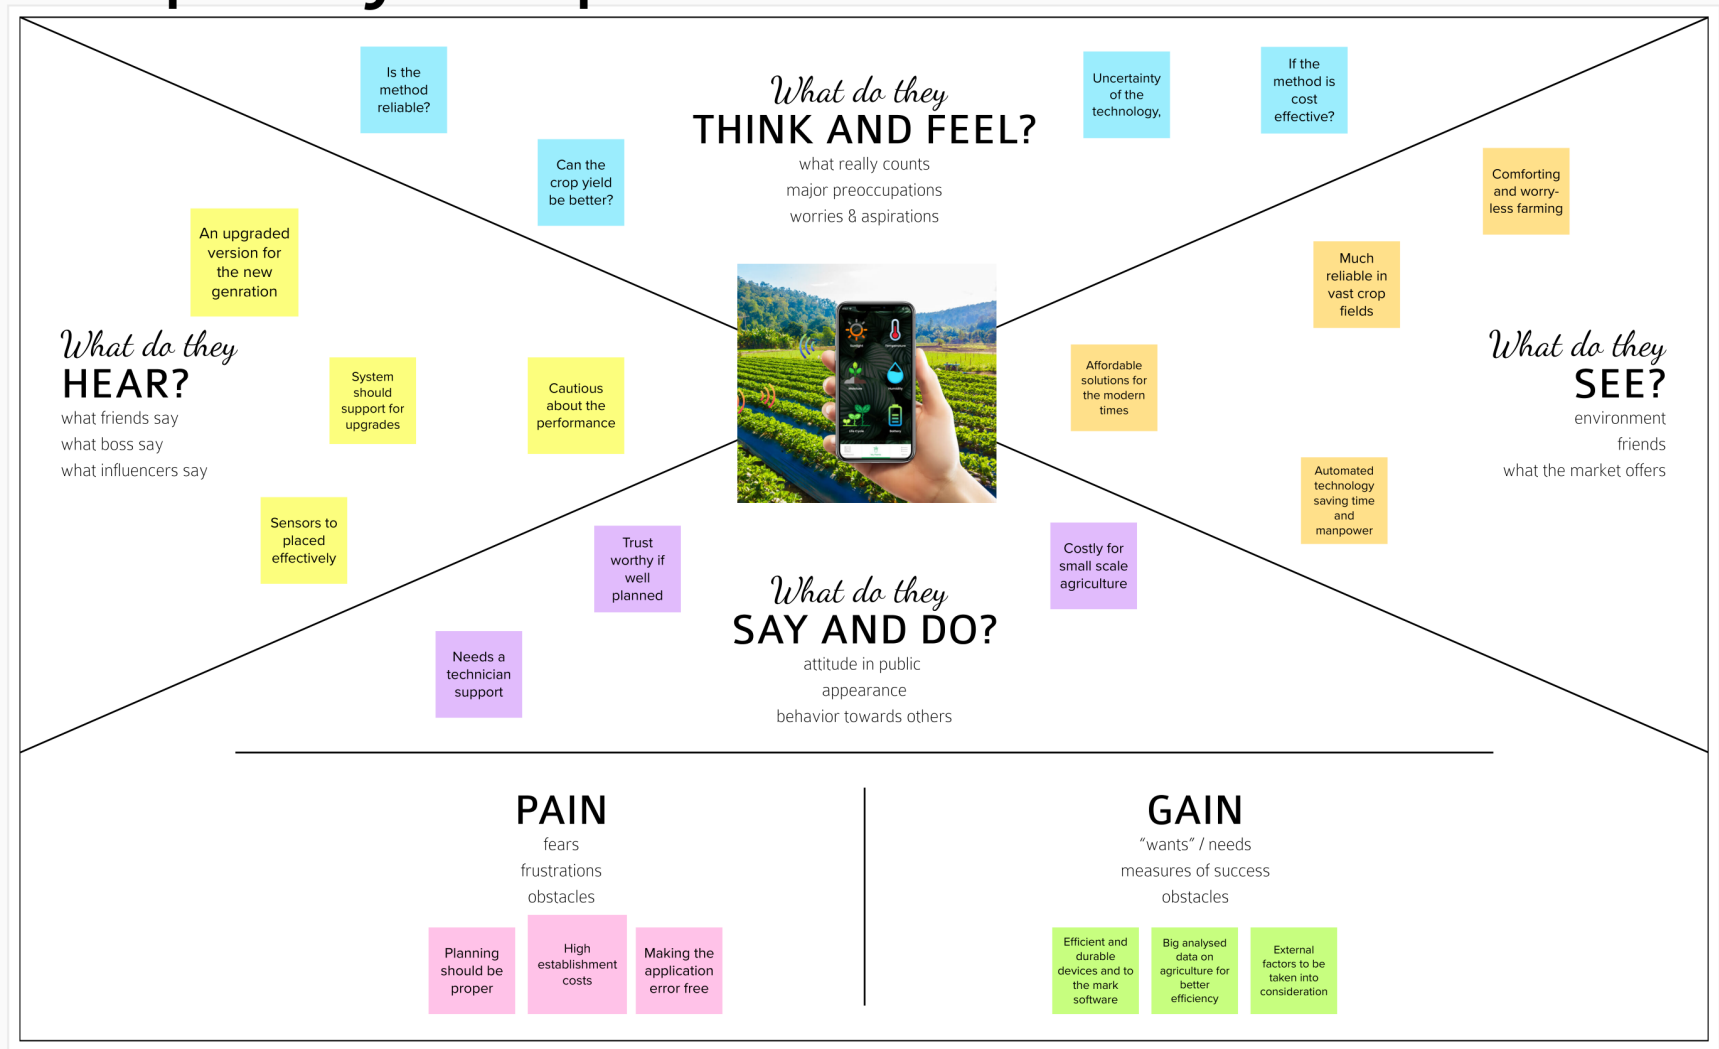 Is the
method
reliable?
Can the
crop yield
be better?
What do they
THINK AND FEEL?
what really counts
major preoccupations
worries & aspirations
Uncertainty
of the
technology,
If the
method is
cost
effective?
An upgraded
version for
the new
genration
What do they
HEAR?
what friends say
what boss say
what influencers say
System
should
support for
upgrades
Cautious
about the
performance
Sensors to
placed
effectively
Comforting
and worry-
less farming
Much
reliable in
vast crop
fields
Affordable
solutions for
the modern
times
Automated
technology
saving time
and
manpower
What do they
SEE?
environment
friends
what the market offers
Trust
worthy if
well
planned
Needs a
technician
support
What do they
SAY AND DO?
attitude in public
appearance
behavior towards others
Costly for
small scale
agriculture
PAIN
fears
frustrations
obstacles
Planning
should be
proper
High
establishment
costs
Making the
application
error free
GAIN
“wants” / needs
measures of success
obstacles
Efficient and
durable
devices and to
the mark
software
Big analysed
data on
agriculture for
better
efficiency
External
factors to be
taken into
consideration